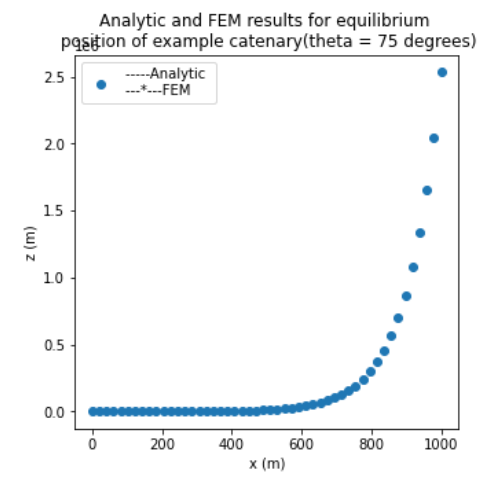 Analytic and FEM results for equilibrium
position of example catenary(theta = 75 degrees)
1e6
-----Analytic
---*---FEM
2.5
2.0
1.5
1.0
0.5
0.0
z (m)
0 200 400 600 800 1000
x (m)